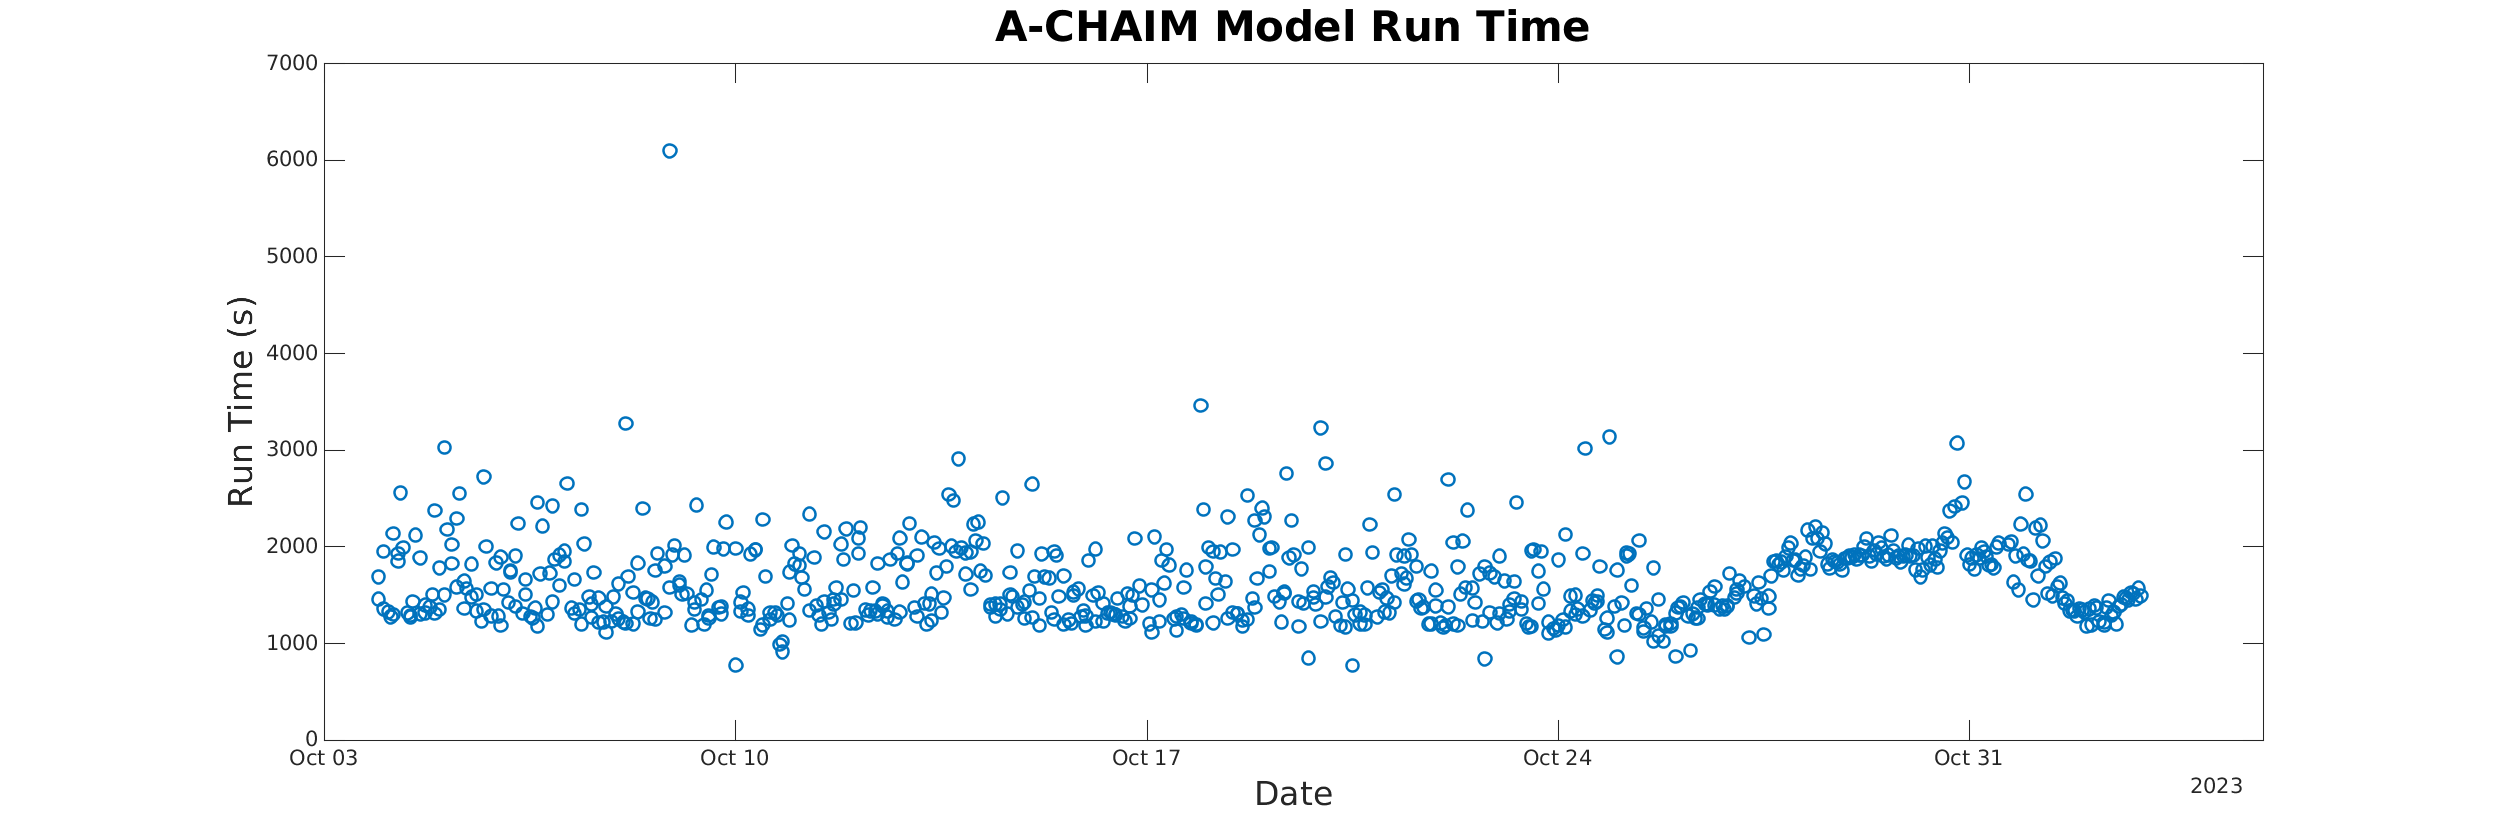 A-CHAIM Model Run Time
7000
6000
5000
4000
3000
2000
1000
0
Run Time (s)
Oct 03 Oct 10 Oct 17 Oct 24 Oct 31
2023
Date